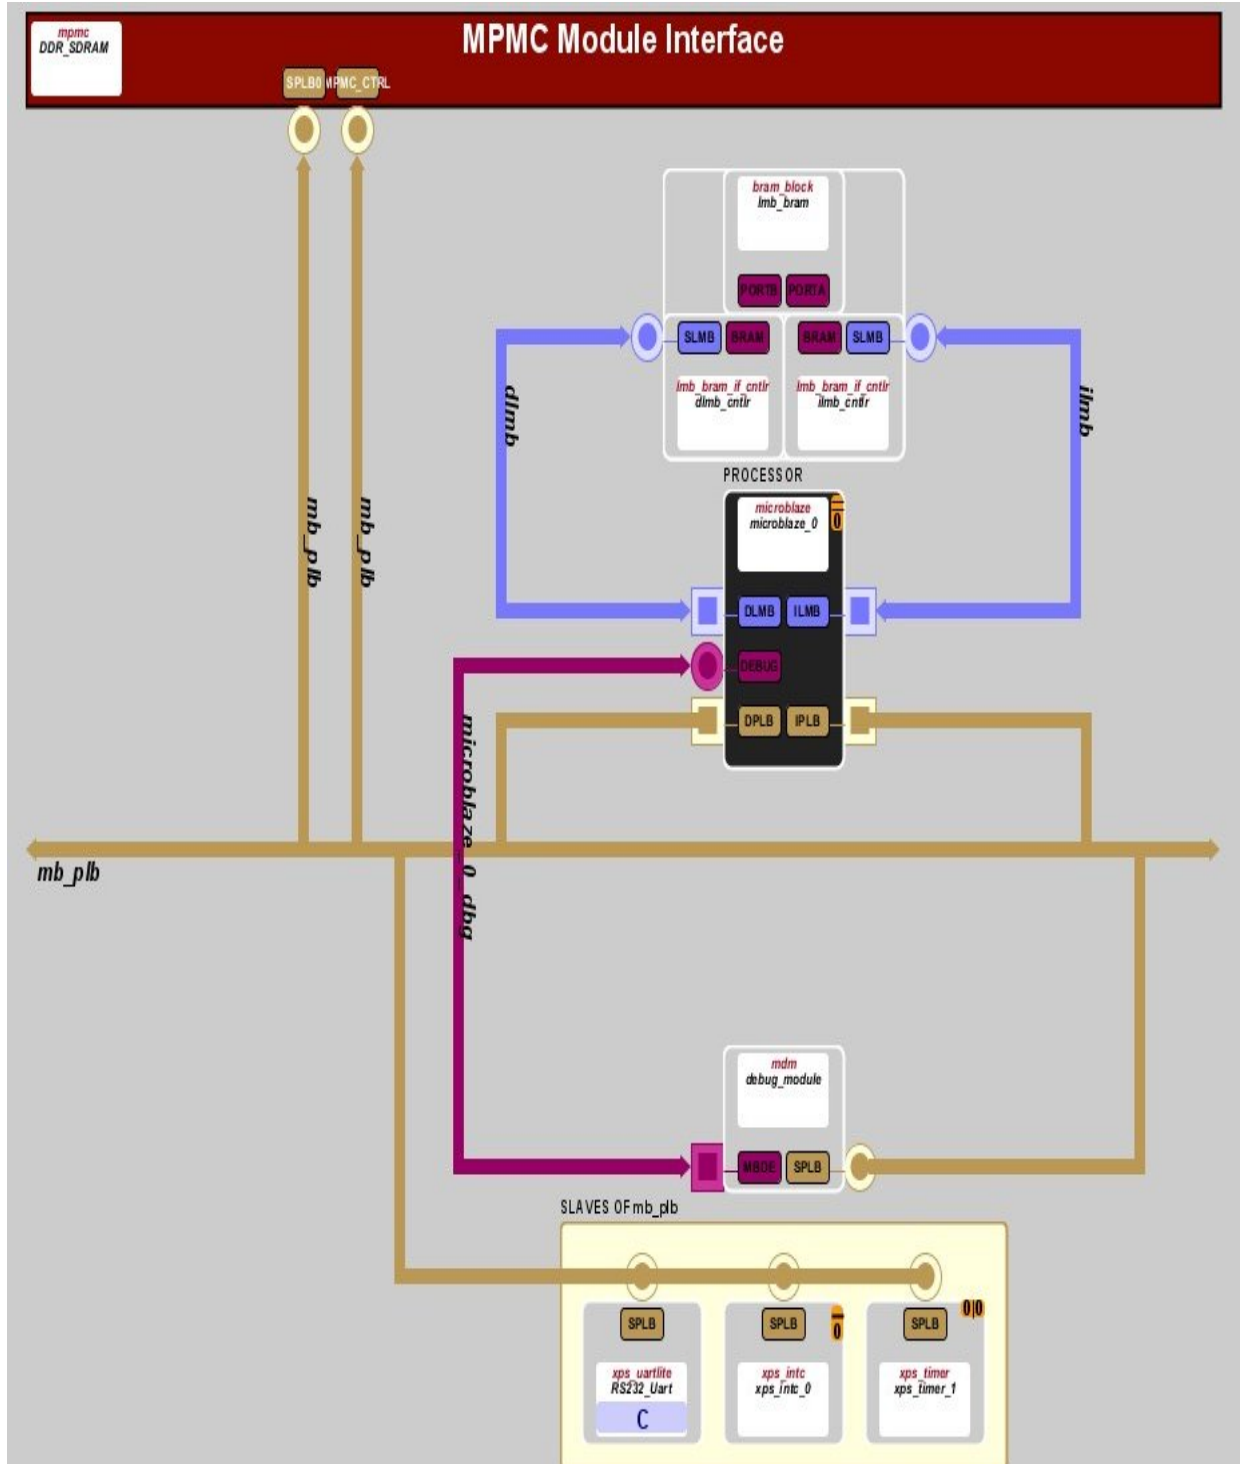 MPMC Module Interface
mpmc
DDR_SDRAM
SPLB0
MPMC_CTRL
bram_block
lmb_bram
PORTB
PORTA
SLMB
BRAM
BRAM
SLMB
lmb_bram_if_cntlr
dlmb_cntlr
lmb_bram_if_cntlr
ilmb_cntlr
dlmb
ilmb
PROCESSOR
microblaze
microblaze_0
0
mb_plb
mb_plb
DLMB
ILMB
DEBUG
DPLB
IPLB
microblaze_0_dbg
mb_plb
mdm
debug_module
MBDE
SPLB
SLAVES OF mb_plb
SPLB
SPLB
0
SPLB
0|0
xps_uartlite
RS232_Uart
C
xps_intc
xps_intc_0
xps_timer
xps_timer_1